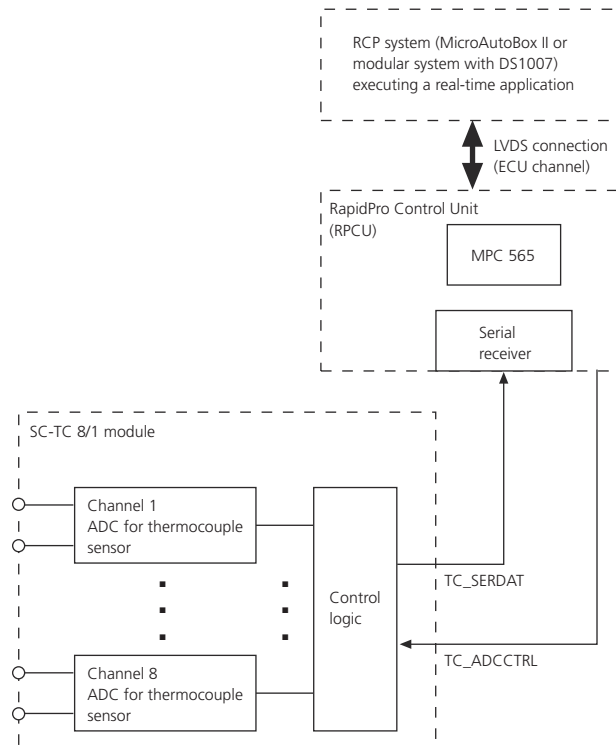 RCP system (MicroAutoBox II or
modular system with DS1007)
executing a real-time application
LVDS connection
(ECU channel)
RapidPro Control Unit
(RPCU)
MPC 565
Serial
receiver
SC-TC 8/1 module
Channel 1
ADC for thermocouple
sensor
Control
logic
TC_SERDAT
TC_ADCCTRL
Channel 8
ADC for thermocouple
sensor